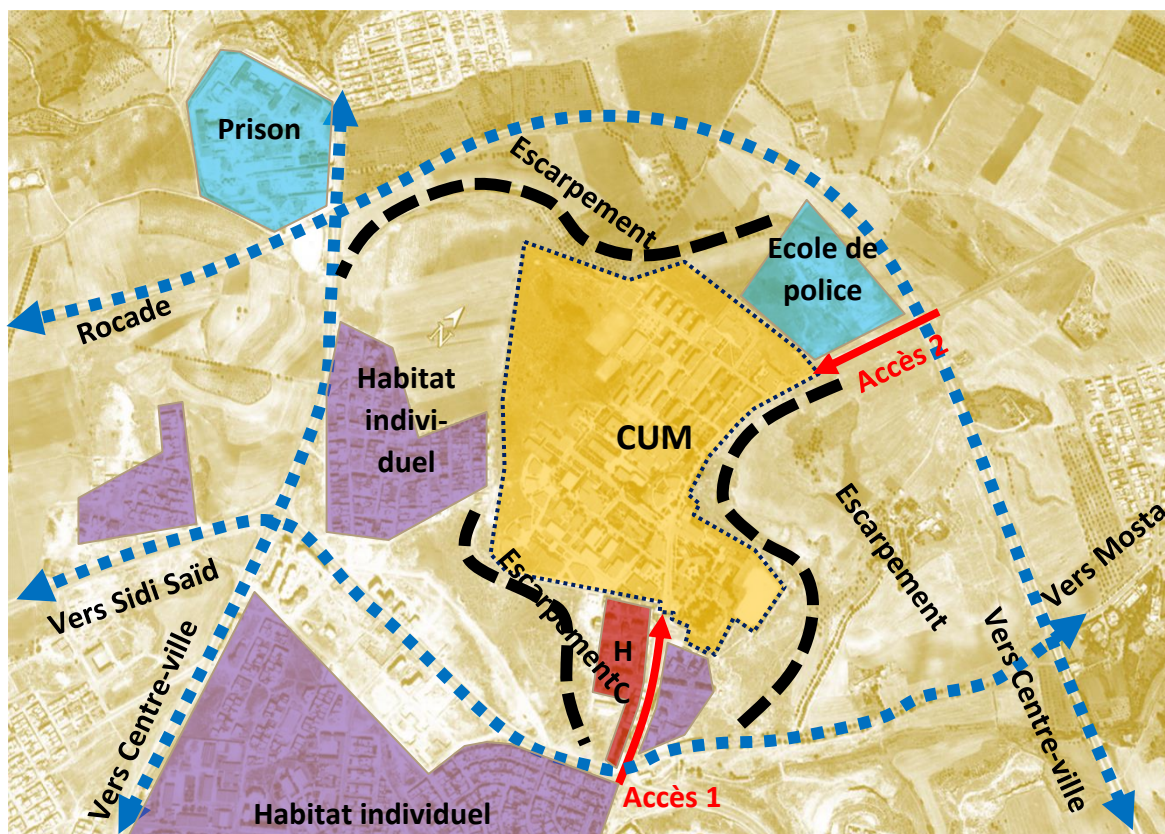 Prison
Escarpement
Ecole de
police
Rocade
N
Accès 2
Habitat
indivi-
duel
CUM
Escarpement
Vers Mosta
Vers Sidi Saïd
Escarpement
H
C
Vers Centre-ville
Vers Centre-ville
Accès 1
Habitat individuel